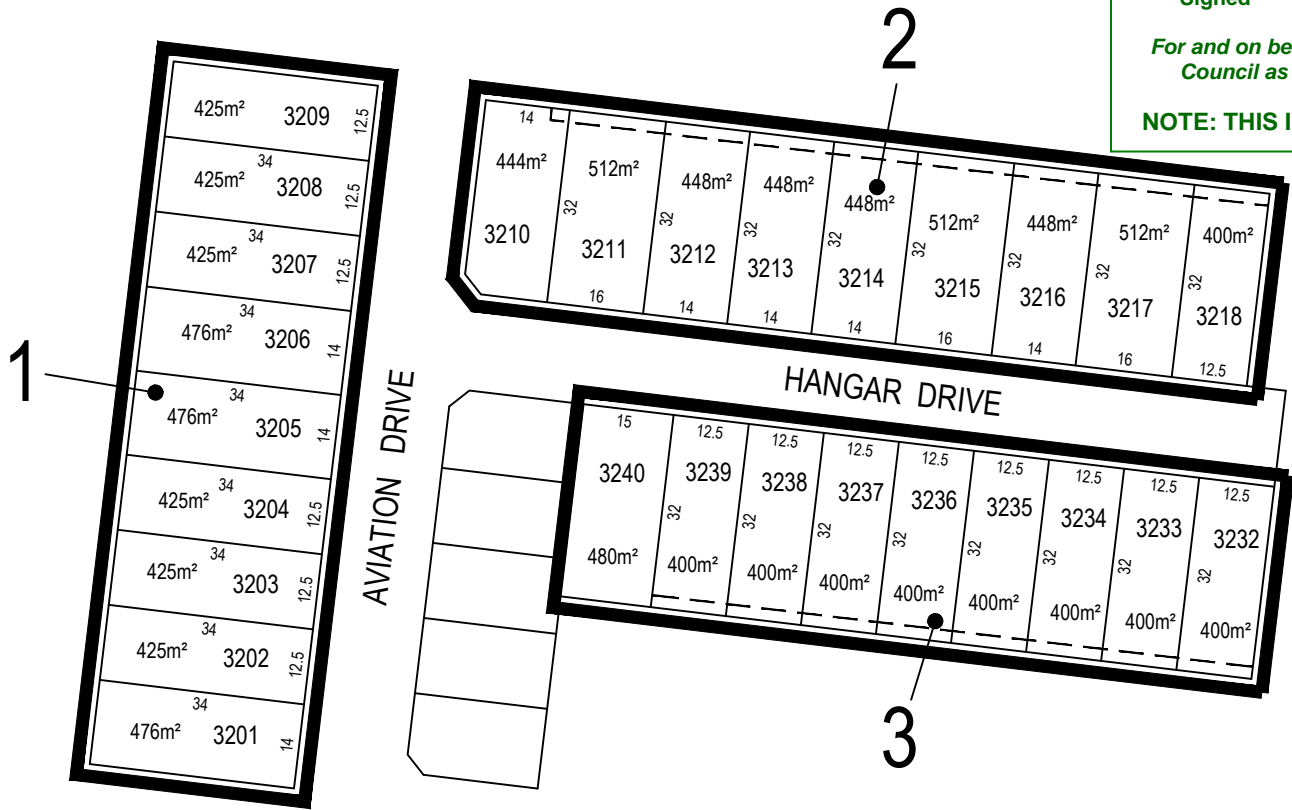 Signed
For and on be
Council as
NOTE: THIS I
1
2
3
AVIATION DRIVE
HANGAR DRIVE
425m² 3209 12.5
34
425m² 3208 12.5
34
425m² 3207 12.5
34
476m² 3206 14
34
476m² 3205 14
34
425m² 3204 12.5
34
425m² 3203 12.5
34
425m² 3202 12.5
34
476m² 3201 14
14
444m²
3210
512m²
32
3211
16
448m²
32
3212
14
448m²
32
3213
14
448m²
32
3214
14
512m²
32
3215
16
448m²
32
3216
14
512m²
32
3217
16
400m²
32
3218
12.5
15
3240
480m²
12.5
3239
32
400m²
12.5
3238
32
400m²
12.5
3237
32
400m²
12.5
3236
32
400m²
12.5
3235
32
400m²
12.5
3234
32
400m²
12.5
3233
32
400m²
12.5
3232
32
400m²